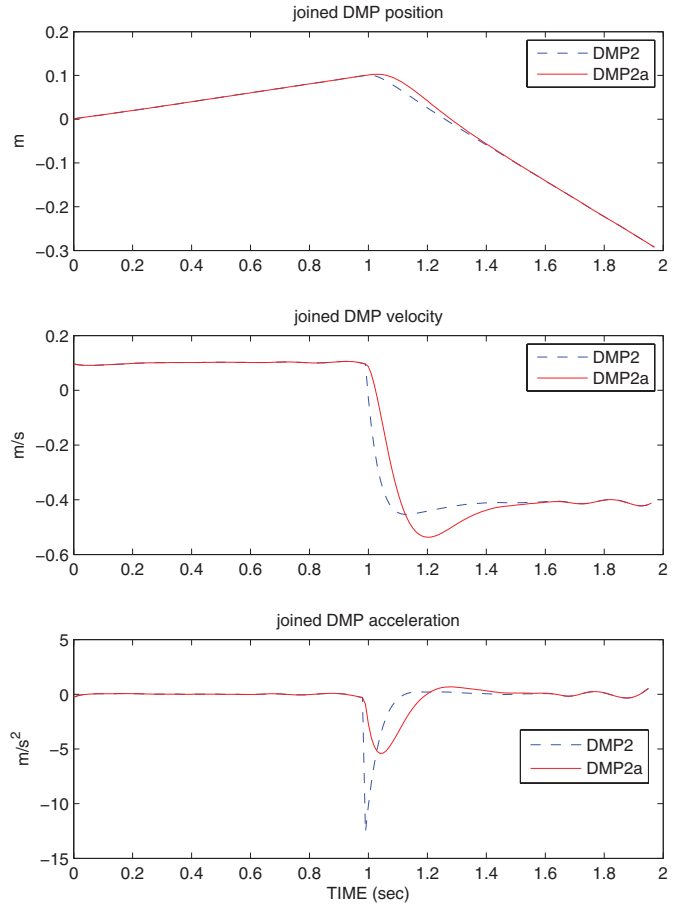 joined DMP position
0.2
0.1
0
−0.1
−0.2
−0.3
m
DMP2
DMP2a
0 0.2 0.4 0.6 0.8 1 1.2 1.4 1.6 1.8 2
joined DMP velocity
0.2
0
−0.2
−0.4
−0.6
m/s
DMP2
DMP2a
0 0.2 0.4 0.6 0.8 1 1.2 1.4 1.6 1.8 2
joined DMP acceleration
5
0
−5
−10
−15
m/s²
DMP2
DMP2a
0 0.2 0.4 0.6 0.8 1 1.2 1.4 1.6 1.8 2
TIME (sec)